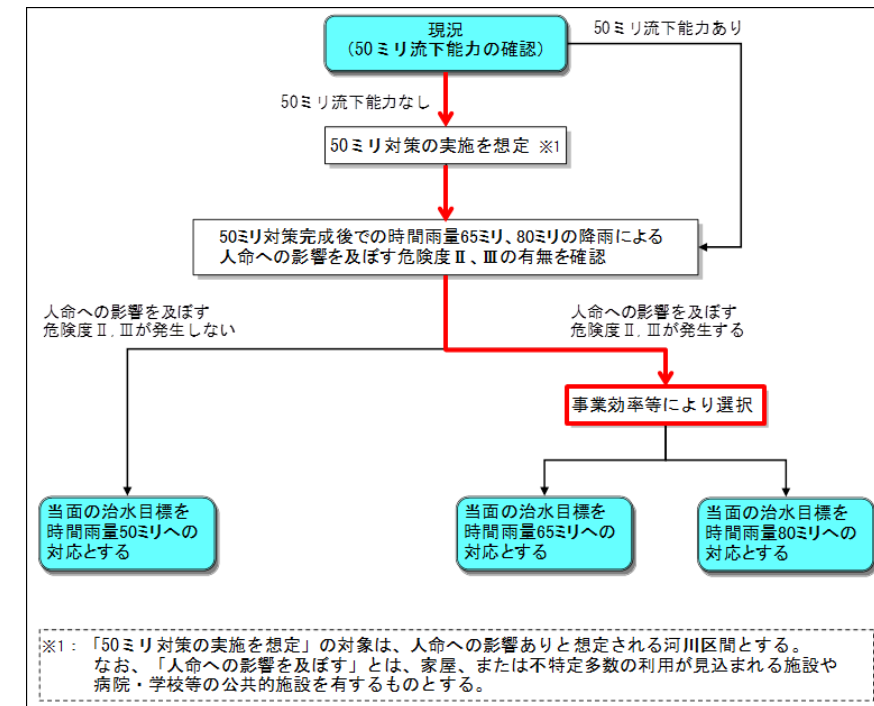 現況
(50ミリ流下能力の確認)
50ミリ流下能力あり
50ミリ流下能力なし
50ミリ対策の実施を想定 ※1
50ミリ対策完成後での時間雨量65ミリ、80ミリの降雨による
人命への影響を及ぼす危険度Ⅱ、Ⅲの有無を確認
人命への影響を及ぼす
危険度Ⅱ,Ⅲが発生しない
人命への影響を及ぼす
危険度Ⅱ,Ⅲが発生する
事業効率等により選択
当面の治水目標を
時間雨量50ミリへの
対応とする
当面の治水目標を
時間雨量65ミリへの
対応とする
当面の治水目標を
時間雨量80ミリへの
対応とする
※1：「50ミリ対策の実施を想定」の対象は、人命への影響ありと想定される河川区間とする。
なお、「人命への影響を及ぼす」とは、家屋、または不特定多数の利用が見込まれる施設や
病院・学校等の公共的施設を有するものとする。